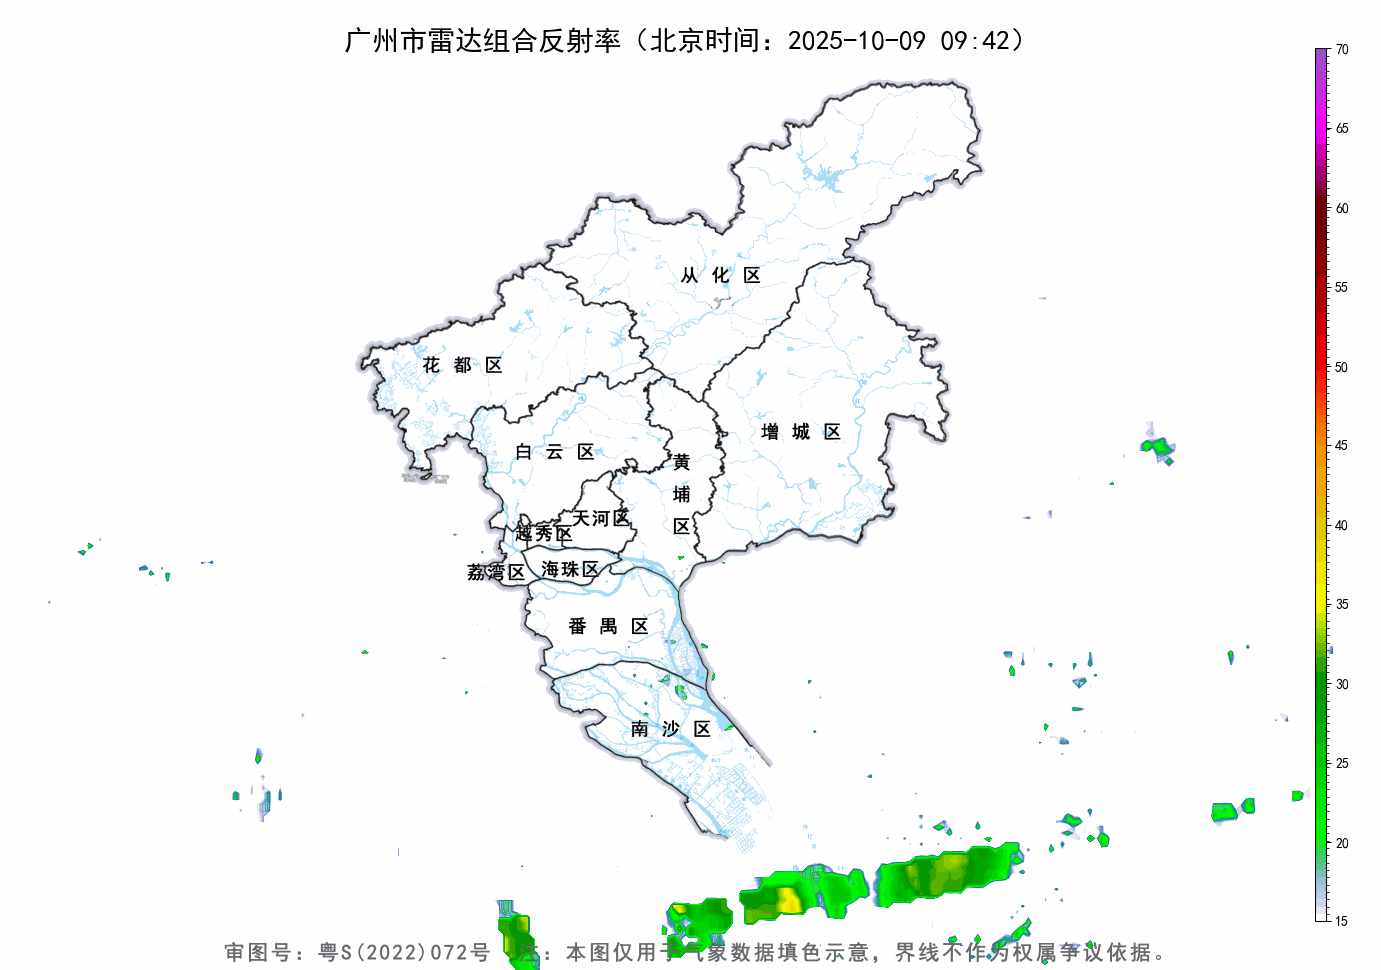 广州市雷达组合反射率（北京时间：2025-10-09 09:42）
70
65
60
55
50
45
40
35
30
25
20
15
从化区
花都区
增城区
白云区
黄埔区
天河区
越秀区
荔湾区
海珠区
番禺区
南沙区
审图号：粤S(2022)072号 注：本图仅用于气象数据填色示意，界线不作为权属争议依据。